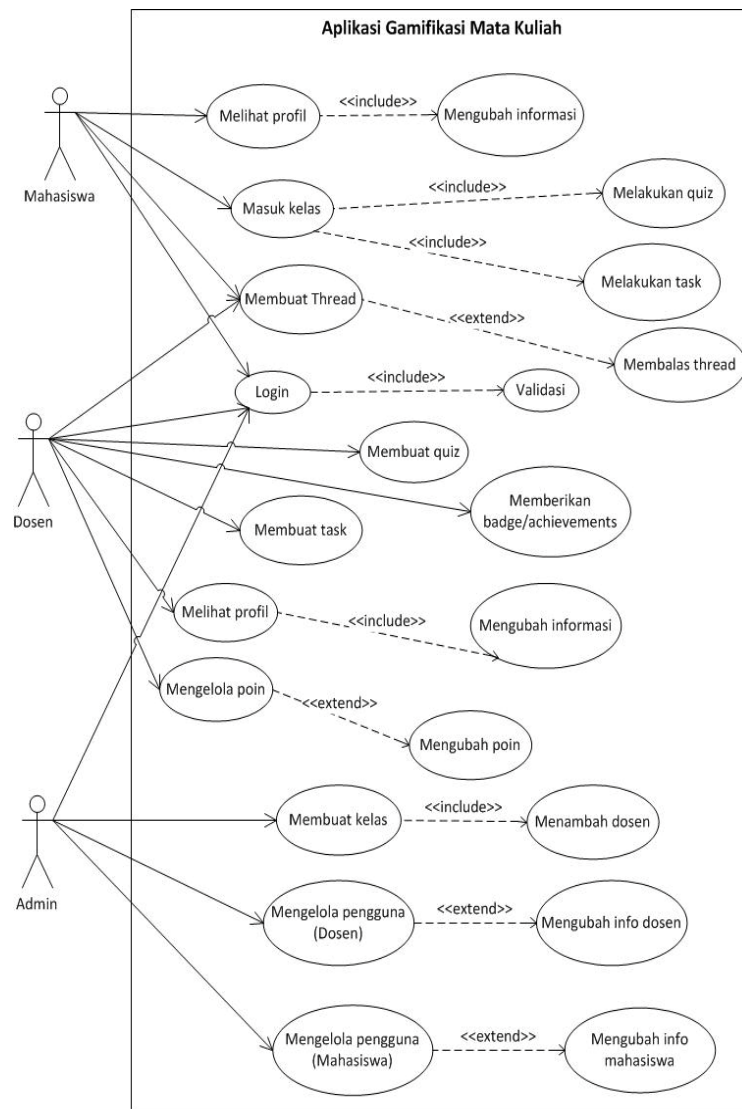 Aplikasi Gamifikasi Mata Kuliah
Mahasiswa
Melihat profil
<<include>>
Mengubah informasi
Masuk kelas
<<include>>
Melakukan quiz
<<include>>
Melakukan task
Membuat Thread
<<extend>>
Membalas thread
Login
<<include>>
Validasi
Dosen
Membuat quiz
Memberikan
badge/achievements
Membuat task
Melihat profil
<<include>>
Mengubah informasi
Mengelola poin
<<extend>>
Mengubah poin
Admin
Membuat kelas
<<include>>
Menambah dosen
Mengelola pengguna
(Dosen)
<<extend>>
Mengubah info dosen
Mengelola pengguna
(Mahasiswa)
<<extend>>
Mengubah info
mahasiswa